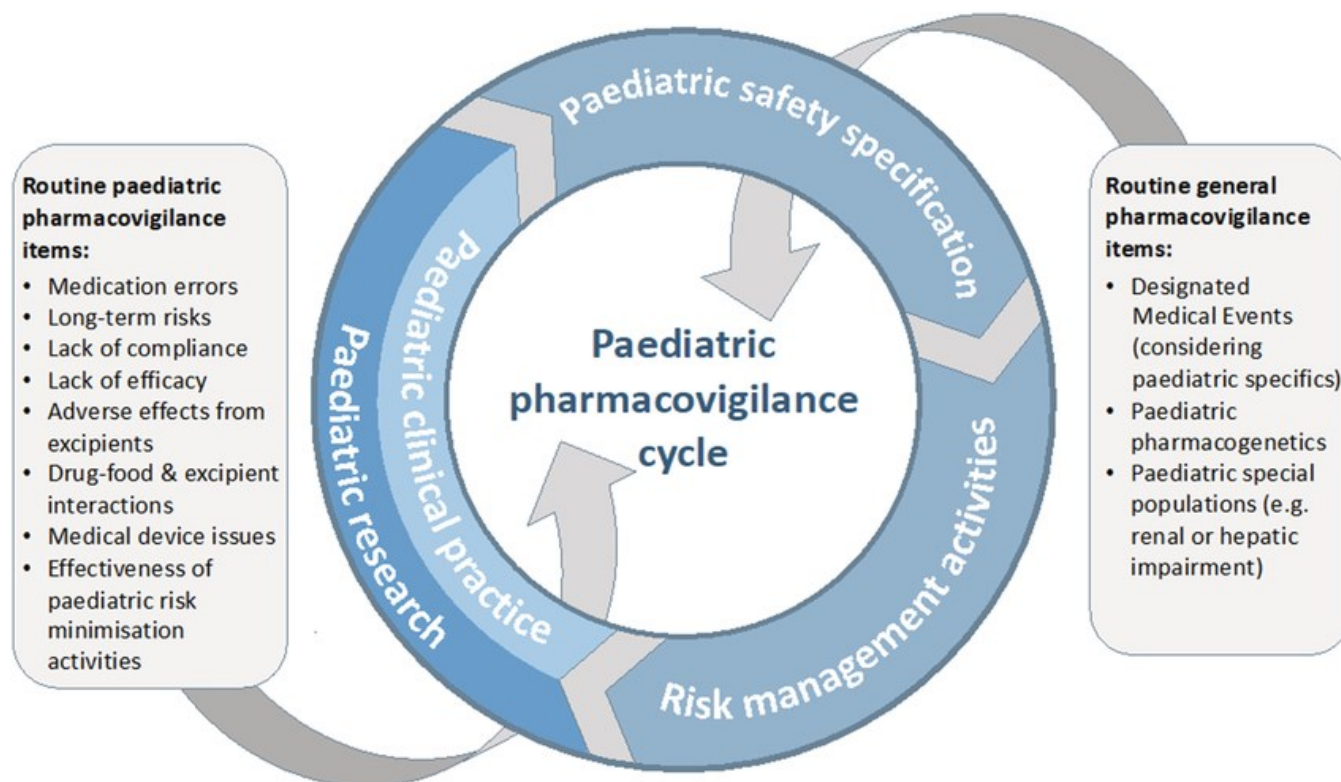 Paediatric safety specification
Routine paediatric
pharmacovigilance
items:
• Medication errors
• Long-term risks
• Lack of compliance
• Lack of efficacy
• Adverse effects from
excipients
• Drug-food & excipient
interactions
• Medical device issues
• Effectiveness of
paediatric risk
minimisation
activities
Paediatric research
Paediatric clinical practice
Paediatric
pharmacovigilance
cycle
Risk management activities
Routine general
pharmacovigilance
items:
• Designated
Medical Events
(considering
paediatric specifics)
• Paediatric
pharmacogenetics
• Paediatric special
populations (e.g.
renal or hepatic
impairment)